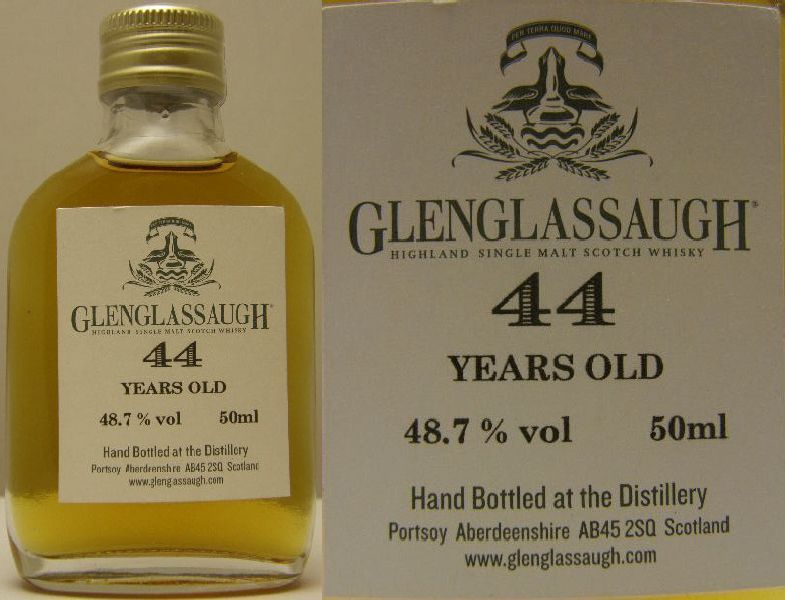 PER TERRA QUOD MARE
GLENGLASSAUGH®
HIGHLAND SINGLE MALT SCOTCH WHISKY
44
YEARS OLD
48.7 % vol 50ml
Hand Bottled at the Distillery
Portsoy Aberdeenshire AB45 2SQ Scotland
www.glenglassaugh.com
GLENGLASSAUGH®
HIGHLAND SINGLE MALT SCOTCH WHISKY
44
YEARS OLD
48.7 % vol 50ml
Hand Bottled at the Distillery
Portsoy Aberdeenshire AB45 2SQ Scotland
www.glenglassaugh.com